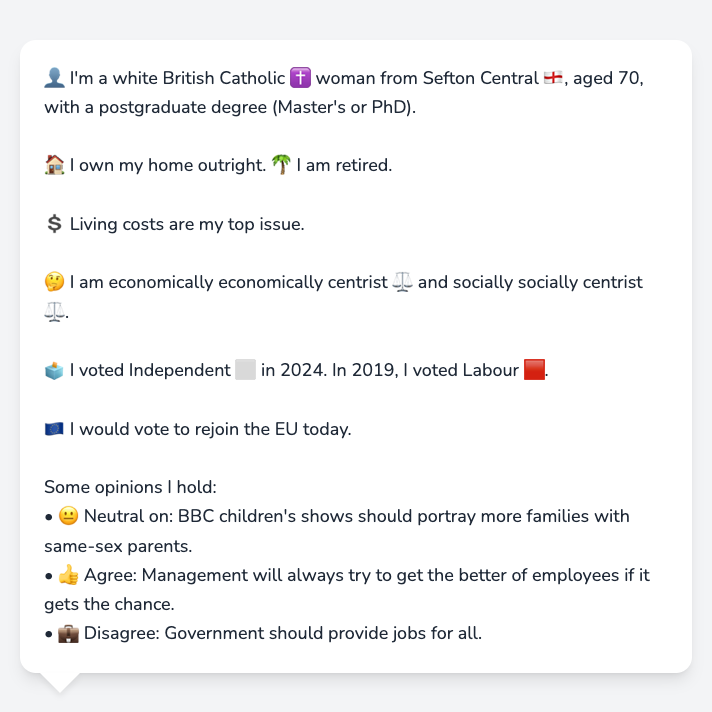 👤 I'm a white British Catholic ✝️ woman from Sefton Central 🏴󠁧󠁢󠁥󠁮󠁧󠁿, aged 70,
with a postgraduate degree (Master's or PhD).
🏠 I own my home outright. 🌴 I am retired.
💲 Living costs are my top issue.
🤔 I am economically economically centrist ⚖️ and socially socially centrist
⚖️.
🗳️ I voted Independent ⬜ in 2024. In 2019, I voted Labour 🟥.
🇪🇺 I would vote to rejoin the EU today.
Some opinions I hold:
• 😐 Neutral on: BBC children's shows should portray more families with
same-sex parents.
• 👍 Agree: Management will always try to get the better of employees if it
gets the chance.
• 💼 Disagree: Government should provide jobs for all.